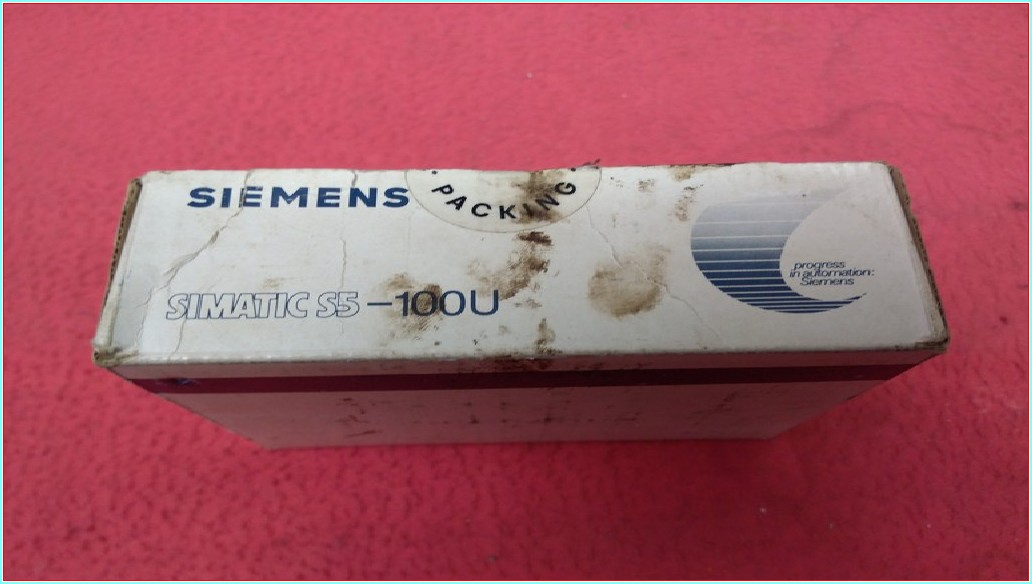 SIEMENS
PACKING
SIMATIC S5 -100U
progress
in automation:
Siemens